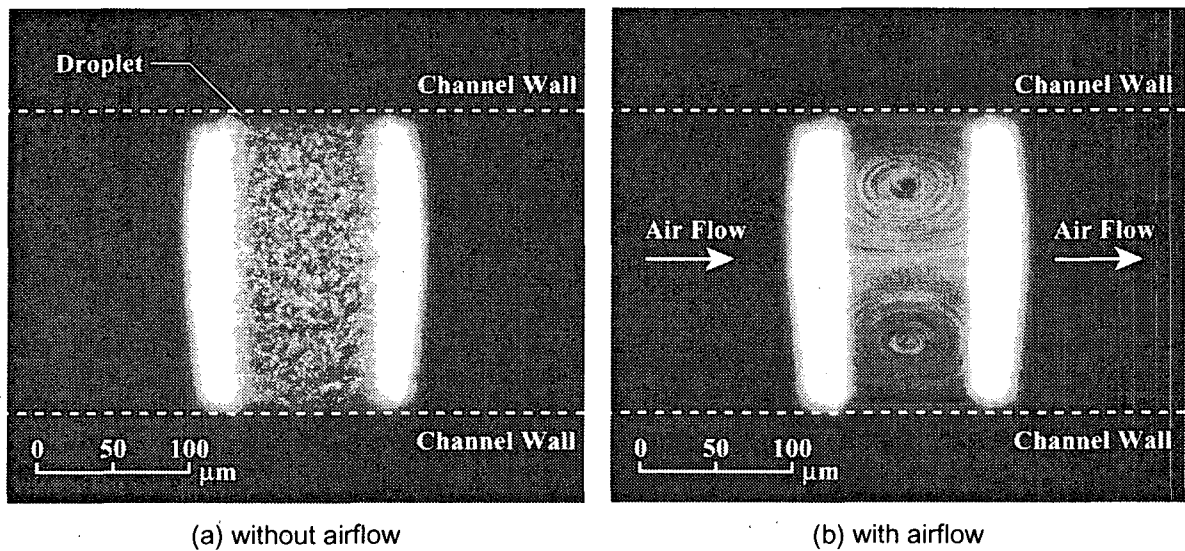 Droplet
Channel Wall
Channel Wall
0 50 100
μm
(a) without airflow
Channel Wall
Air Flow
Air Flow
Channel Wall
0 50 100
μm
(b) with airflow